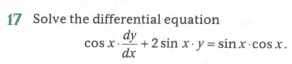 17 Solve the differential equation
cos x · dy/dx + 2 sin x · y = sin x · cos x.